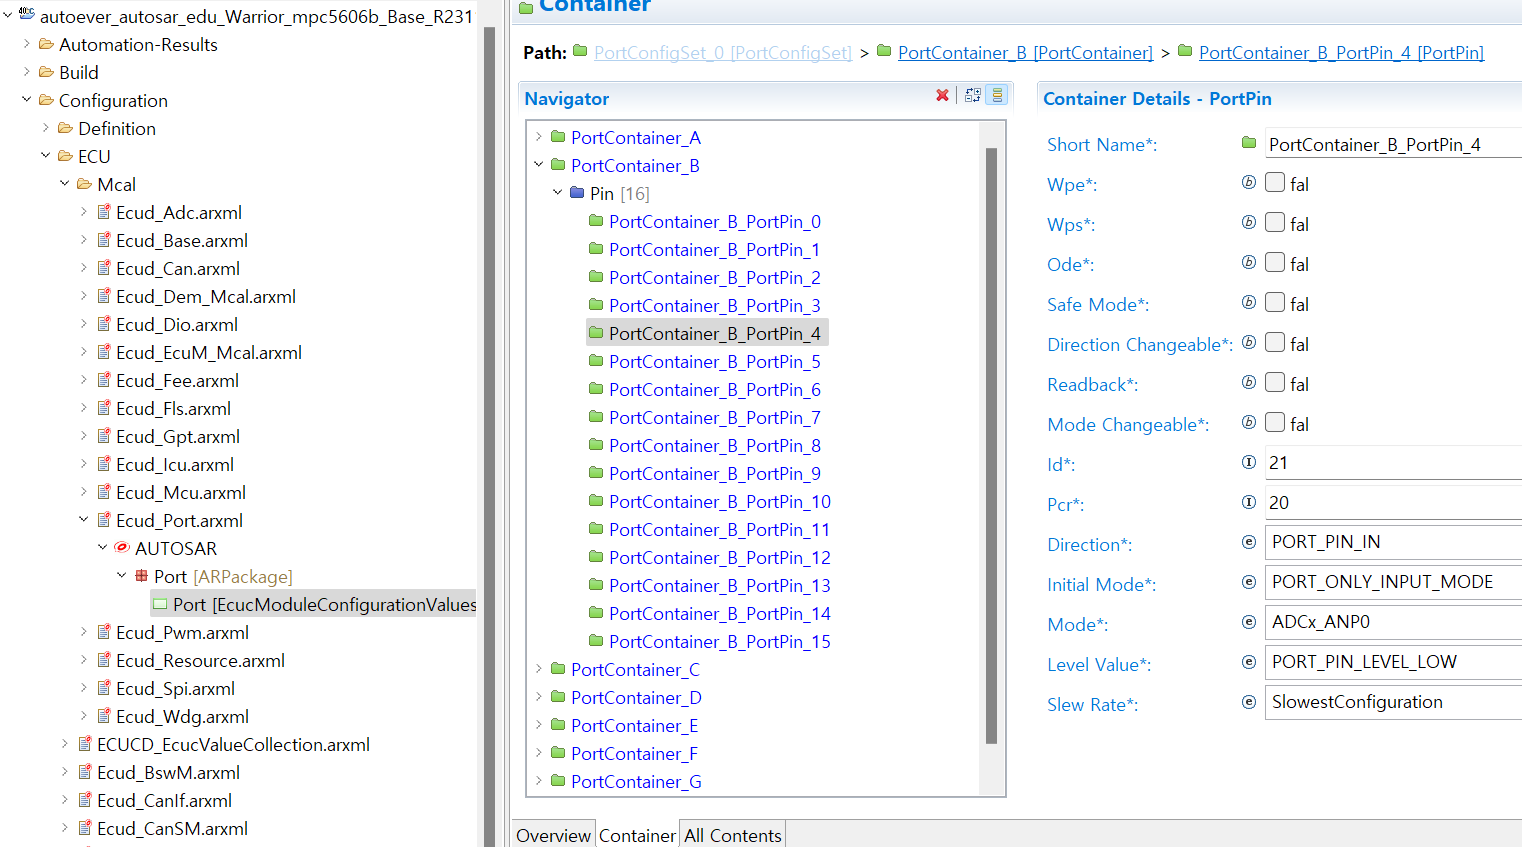 autoever_autosar_edu_Warrior_mpc5606b_Base_R231
Automation-Results
Build
Configuration
Definition
ECU
Mcal
Ecud_Adc.arxml
Ecud_Base.arxml
Ecud_Can.arxml
Ecud_Dem_Mcal.arxml
Ecud_Dio.arxml
Ecud_EcuM_Mcal.arxml
Ecud_Fee.arxml
Ecud_Fls.arxml
Ecud_Gpt.arxml
Ecud_Icu.arxml
Ecud_Mcu.arxml
Ecud_Port.arxml
AUTOSAR
Port [ARPackage]
Port [EcucModuleConfigurationValues
Ecud_Pwm.arxml
Ecud_Resource.arxml
Ecud_Spi.arxml
Ecud_Wdg.arxml
ECUCD_EcucValueCollection.arxml
Ecud_BswM.arxml
Ecud_CanIf.arxml
Ecud_CanSM.arxml
Container
Path: PortConfigSet_0 [PortConfigSet] > PortContainer_B [PortContainer] > PortContainer_B_PortPin_4 [PortPin]
Navigator
PortContainer_A
PortContainer_B
Pin [16]
PortContainer_B_PortPin_0
PortContainer_B_PortPin_1
PortContainer_B_PortPin_2
PortContainer_B_PortPin_3
PortContainer_B_PortPin_4
PortContainer_B_PortPin_5
PortContainer_B_PortPin_6
PortContainer_B_PortPin_7
PortContainer_B_PortPin_8
PortContainer_B_PortPin_9
PortContainer_B_PortPin_10
PortContainer_B_PortPin_11
PortContainer_B_PortPin_12
PortContainer_B_PortPin_13
PortContainer_B_PortPin_14
PortContainer_B_PortPin_15
PortContainer_C
PortContainer_D
PortContainer_E
PortContainer_F
PortContainer_G
Container Details - PortPin
Short Name*: PortContainer_B_PortPin_4
Wpe*: fal
Wps*: fal
Ode*: fal
Safe Mode*: fal
Direction Changeable*: fal
Readback*: fal
Mode Changeable*: fal
Id*: 21
Pcr*: 20
Direction*: PORT_PIN_IN
Initial Mode*: PORT_ONLY_INPUT_MODE
Mode*: ADCx_ANP0
Level Value*: PORT_PIN_LEVEL_LOW
Slew Rate*: SlowestConfiguration
Overview Container All Contents